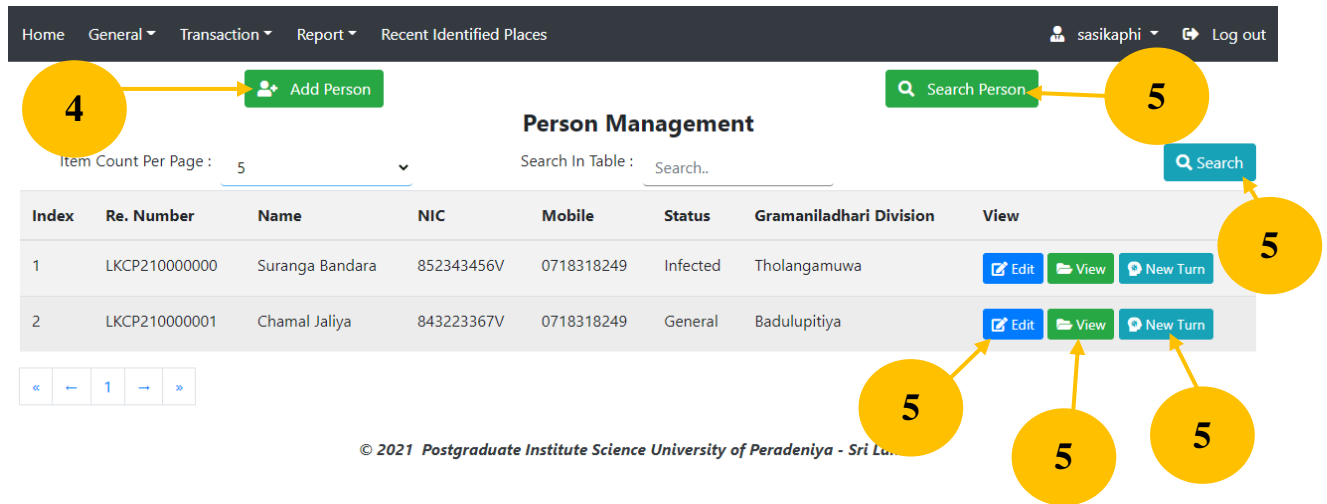 Home General Transaction Report Recent Identified Places sasikaphi Log out
4 Add Person Search Person 5
Person Management
Item Count Per Page : 5 Search In Table : Search.. Search
Index Re. Number Name NIC Mobile Status Gramaniladhari Division View
5
1 LKCP210000000 Suranga Bandara 852343456V 0718318249 Infected Tholangamuwa Edit View New Turn
2 LKCP210000001 Chamal Jaliya 843223367V 0718318249 General Badulupitiya Edit View New Turn
« ← 1 → »
5 5 5
© 2021 Postgraduate Institute Science University of Peradeniya - Sri